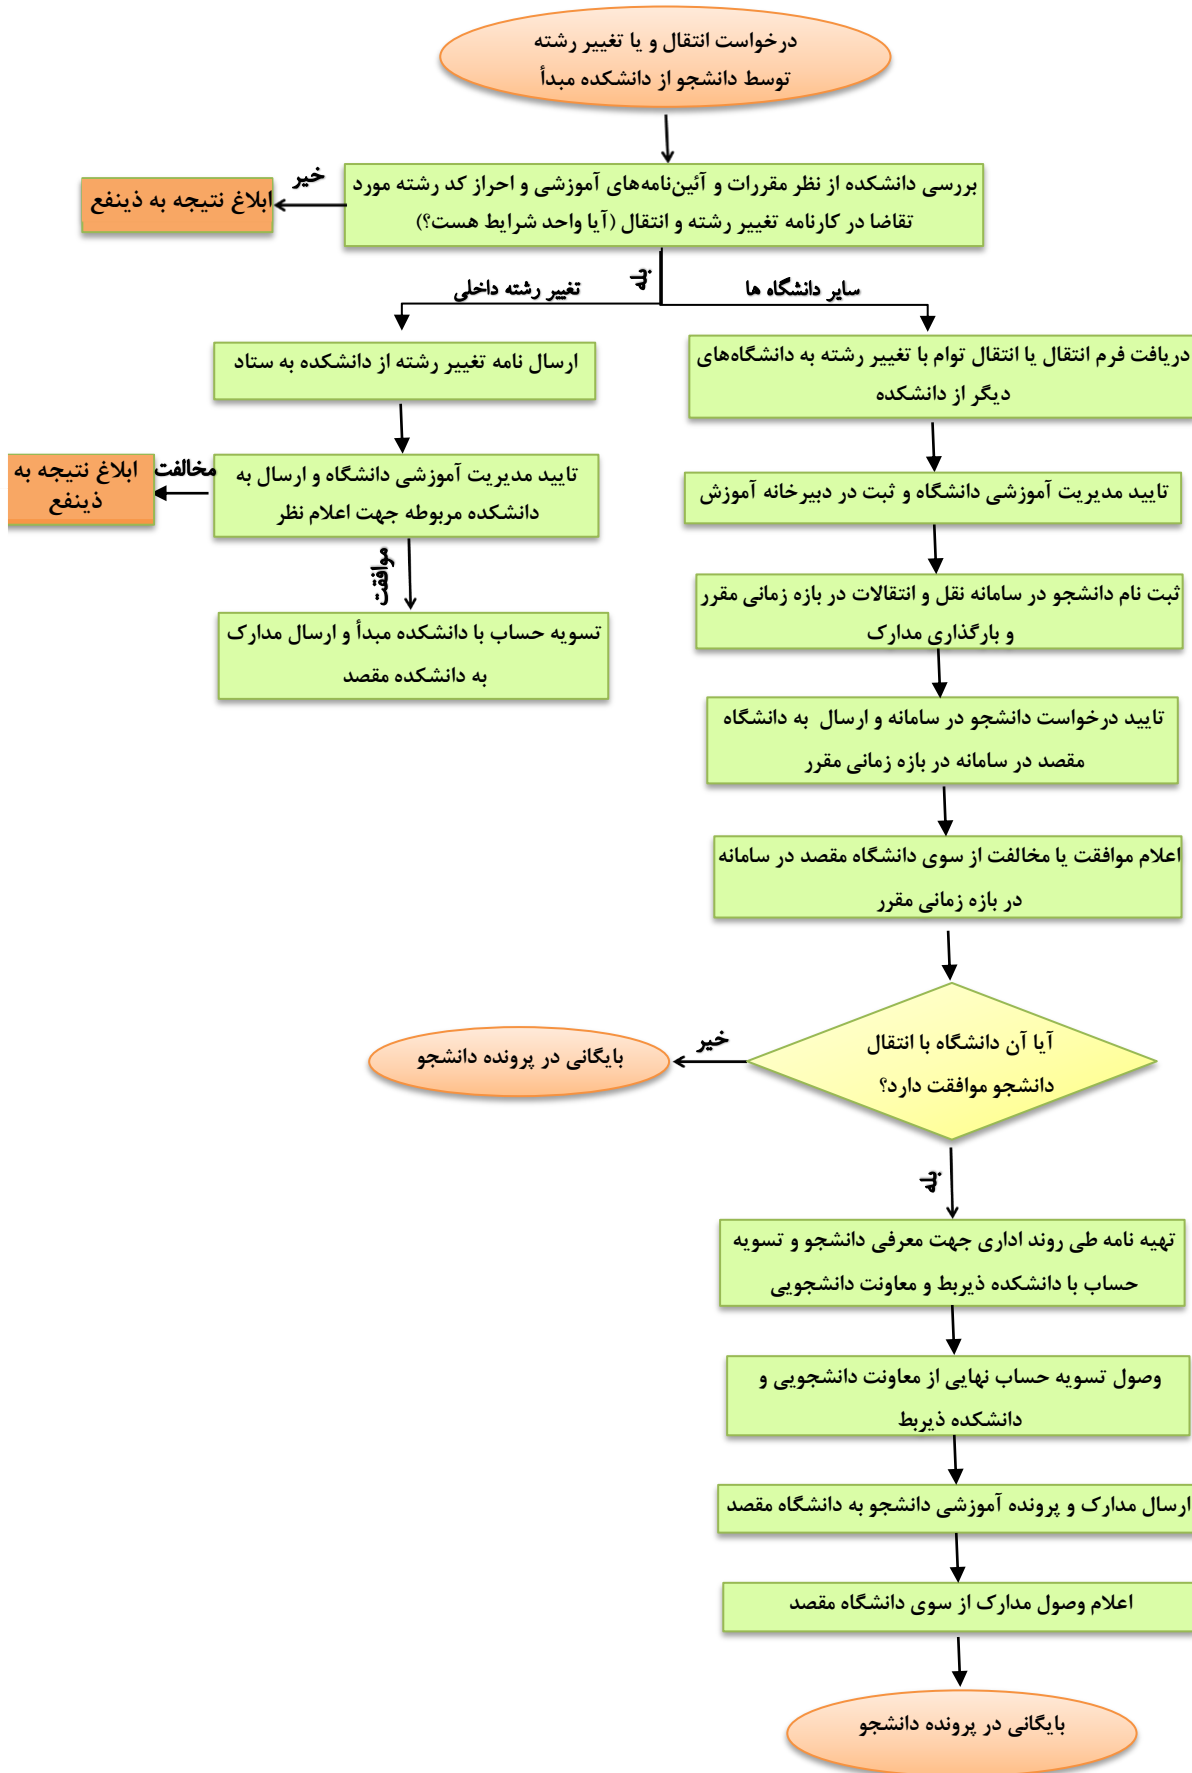 درخواست انتقال و یا تغییر رشته
توسط دانشجو از دانشکده مبدأ
بررسی دانشکده از نظر مقررات و آئین‌نامه‌های آموزشی و احراز کد رشته مورد
تقاضا در کارنامه تغییر رشته و انتقال (آیا واحد شرایط هست؟)
خیر
ابلاغ نتیجه به ذینفع
بله
سایر دانشگاه ها
تغییر رشته داخلی
دریافت فرم انتقال یا انتقال توام با تغییر رشته به دانشگاه‌های
دیگر از دانشکده
ارسال نامه تغییر رشته از دانشکده به ستاد
تایید مدیریت آموزشی دانشگاه و ارسال به
دانشکده مربوطه جهت اعلام نظر
مخالفت
ابلاغ نتیجه به
ذینفع
موافقت
تسویه حساب با دانشکده مبدأ و ارسال مدارک
به دانشکده مقصد
تایید مدیریت آموزشی دانشگاه و ثبت در دبیرخانه آموزش
ثبت نام دانشجو در سامانه نقل و انتقالات در بازه زمانی مقرر
و بارگذاری مدارک
تایید درخواست دانشجو در سامانه و ارسال به دانشگاه
مقصد در سامانه در بازه زمانی مقرر
اعلام موافقت یا مخالفت از سوی دانشگاه مقصد در سامانه
در بازه زمانی مقرر
آیا آن دانشگاه با انتقال
دانشجو موافقت دارد؟
خیر
بایگانی در پرونده دانشجو
بله
تهیه نامه طی روند اداری جهت معرفی دانشجو و تسویه
حساب با دانشکده ذیربط و معاونت دانشجویی
وصول تسویه حساب نهایی از معاونت دانشجویی و
دانشکده ذیربط
ارسال مدارک و پرونده آموزشی دانشجو به دانشگاه مقصد
اعلام وصول مدارک از سوی دانشگاه مقصد
بایگانی در پرونده دانشجو